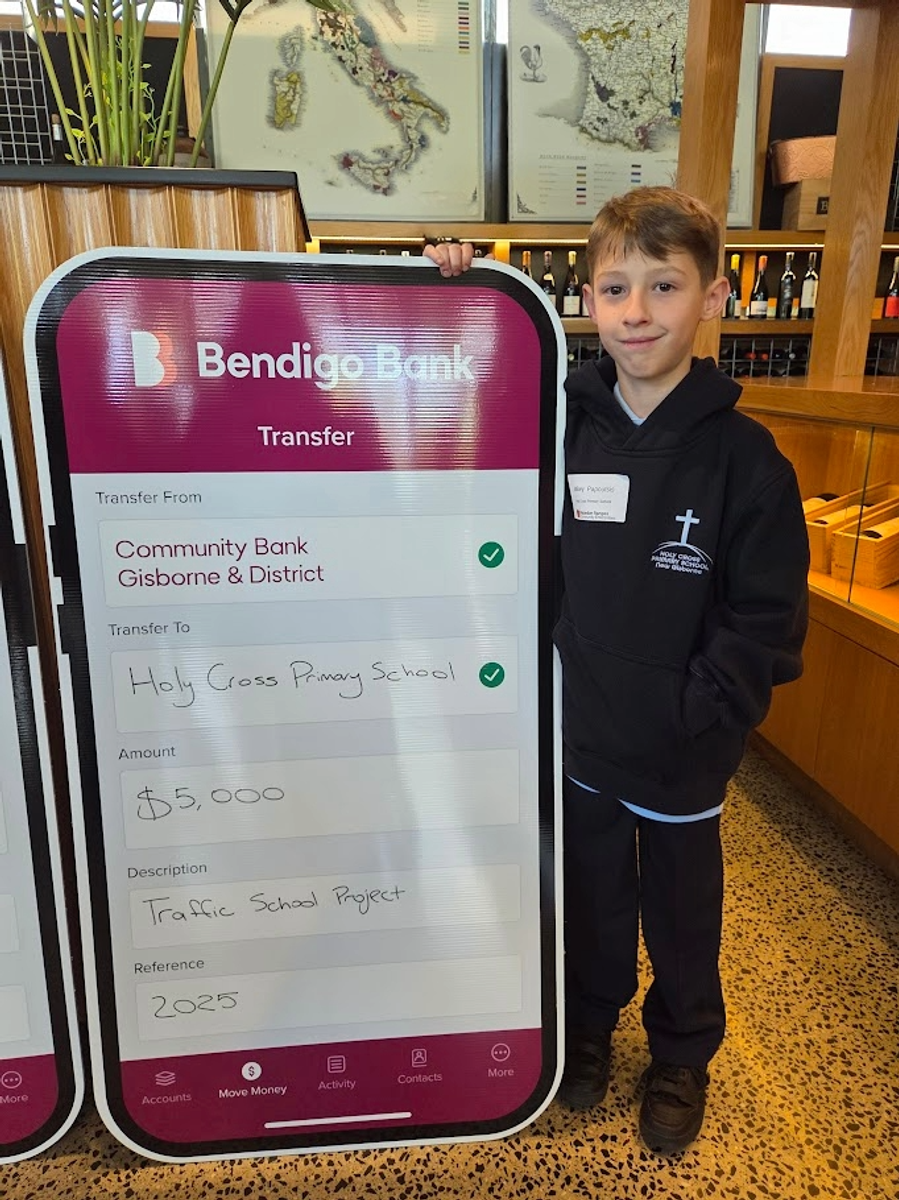 Bendigo Bank
Transfer
Transfer From
Community Bank
Gisborne & District
Transfer To
Holy Cross Primary School
Amount
$5,000
Description
Traffic School Project
Reference
2025
Accounts
Move Money
Activity
Contacts
More
More
HOLY CROSS
PRIMARY SCHOOL
New Gisborne